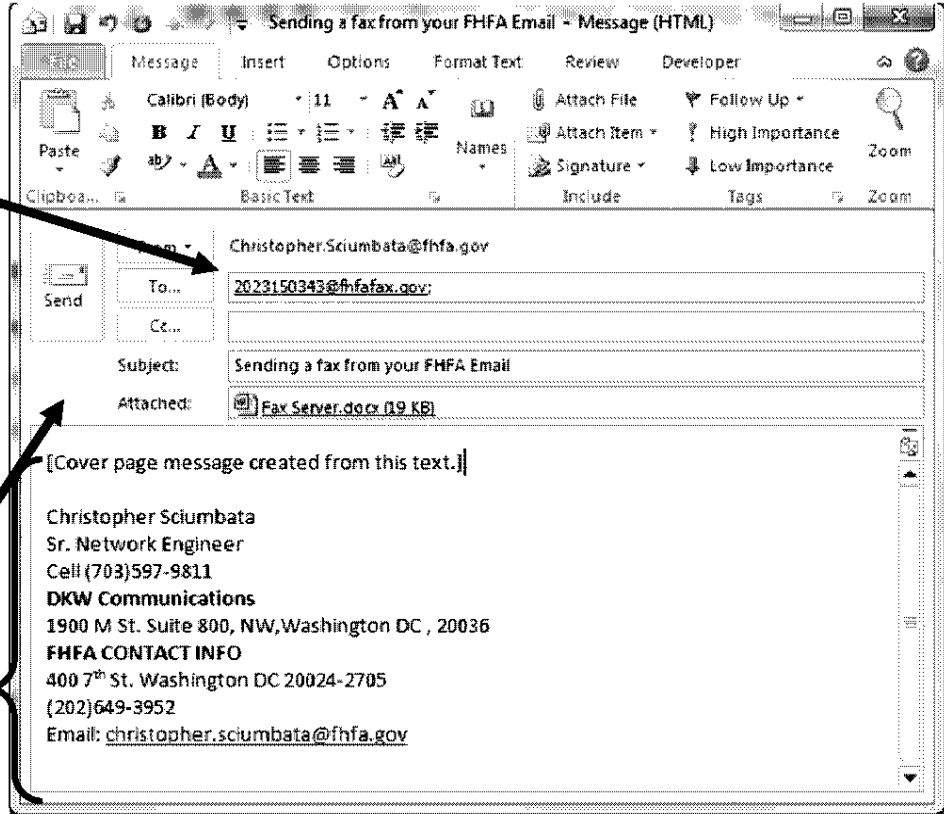 Sending a fax from your FHFA Email - Message (HTML)
File Message Insert Options Format Text Review Developer
Calibri (Body) 11 A A
B I U
Paste
Names
Attach File
Attach Item
Signature
Follow Up
High Importance
Low Importance
Zoom
Clipboa... Basic Text Include Tags Zoom
Christopher.Sciumbata@fhfa.gov
Send
To... 2023150343@fhfafax.gov;
Cc...
Subject: Sending a fax from your FHFA Email
Attached: Fax Server.docx (19 KB)
[Cover page message created from this text.]
Christopher Sciumbata
Sr. Network Engineer
Cell (703)597-9811
DKW Communications
1900 M St. Suite 800, NW,Washington DC , 20036
FHFA CONTACT INFO
400 7th St. Washington DC 20024-2705
(202)649-3952
Email: christopher.sciumbata@fhfa.gov